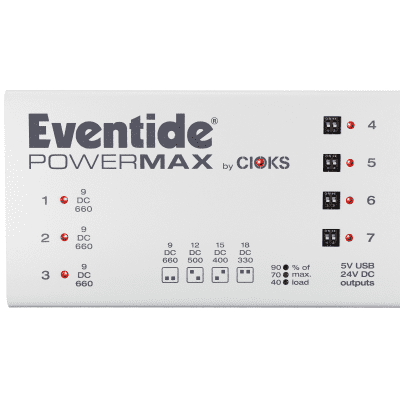 Eventide®
POWERMAX by CIOKS
1 9 DC 660
2 9 DC 660
3 9 DC 660
4
5
6
7
9 DC 660
12 DC 500
15 DC 400
18 DC 330
90 % of
70 max.
40 load
5V USB
24V DC
outputs